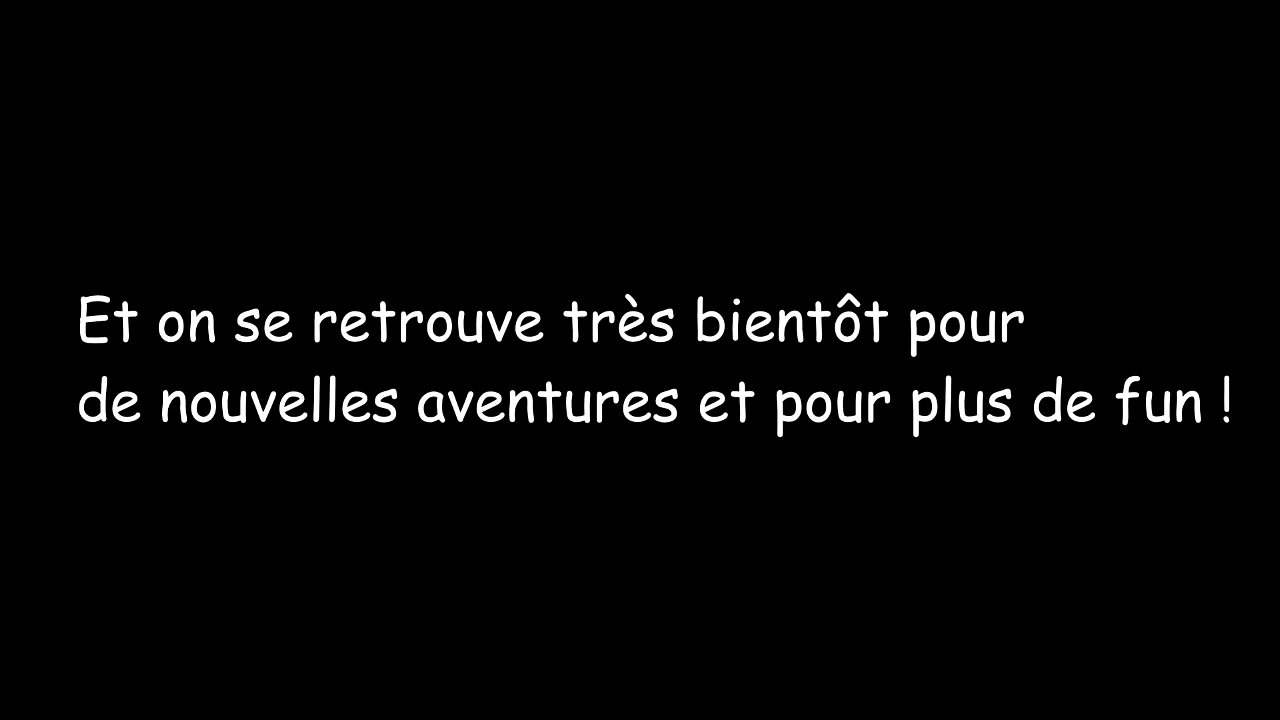 Et on se retrouve très bientôt pour
de nouvelles aventures et pour plus de fun !